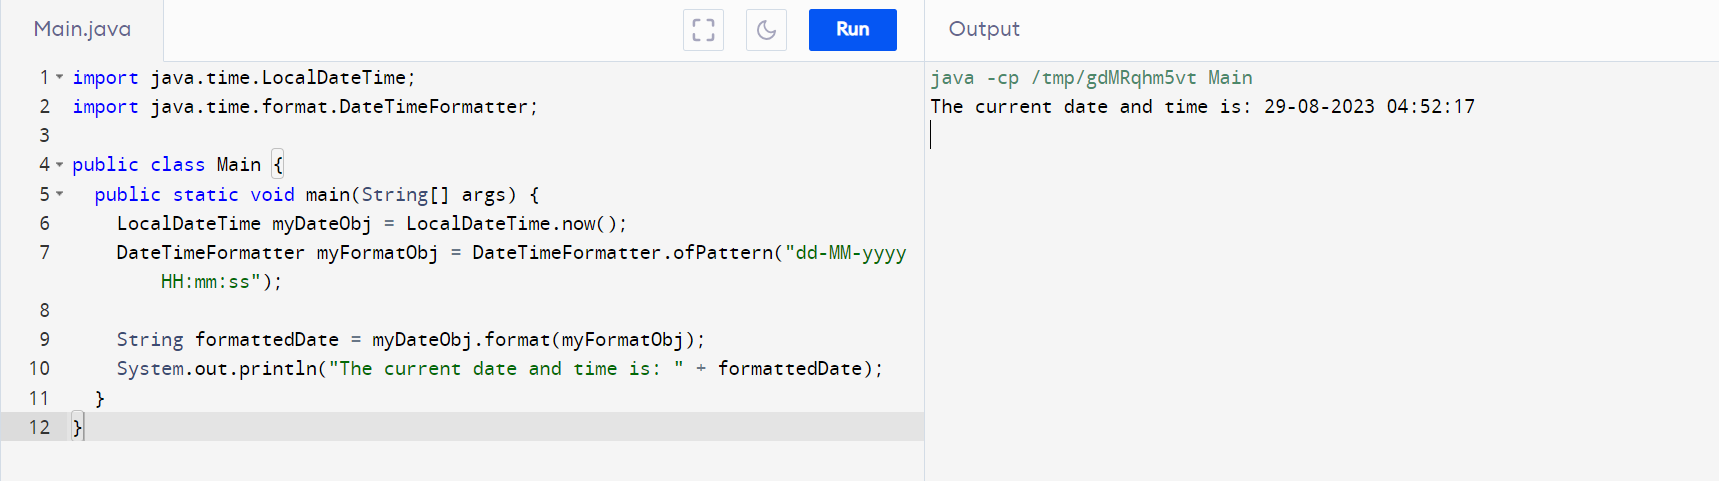 Main.java
Run
Output
1 import java.time.LocalDateTime;
2 import java.time.format.DateTimeFormatter;
3
4 public class Main {
5 public static void main(String[] args) {
6 LocalDateTime myDateObj = LocalDateTime.now();
7 DateTimeFormatter myFormatObj = DateTimeFormatter.ofPattern("dd-MM-yyyy
HH:mm:ss");
8
9 String formattedDate = myDateObj.format(myFormatObj);
10 System.out.println("The current date and time is: " + formattedDate);
11 }
12 }
java -cp /tmp/gdMRqhm5vt Main
The current date and time is: 29-08-2023 04:52:17